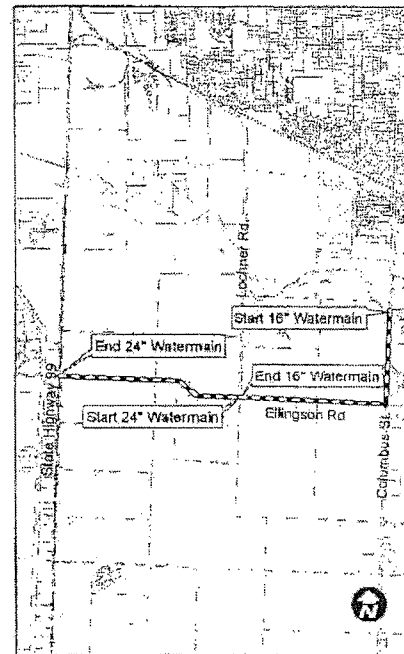 Lochner Rd
Start 16" Watermain
End 24" Watermain
State Highway 99
End 16" Watermain
Start 24" Watermain
Ellingson Rd
Columbus St
N